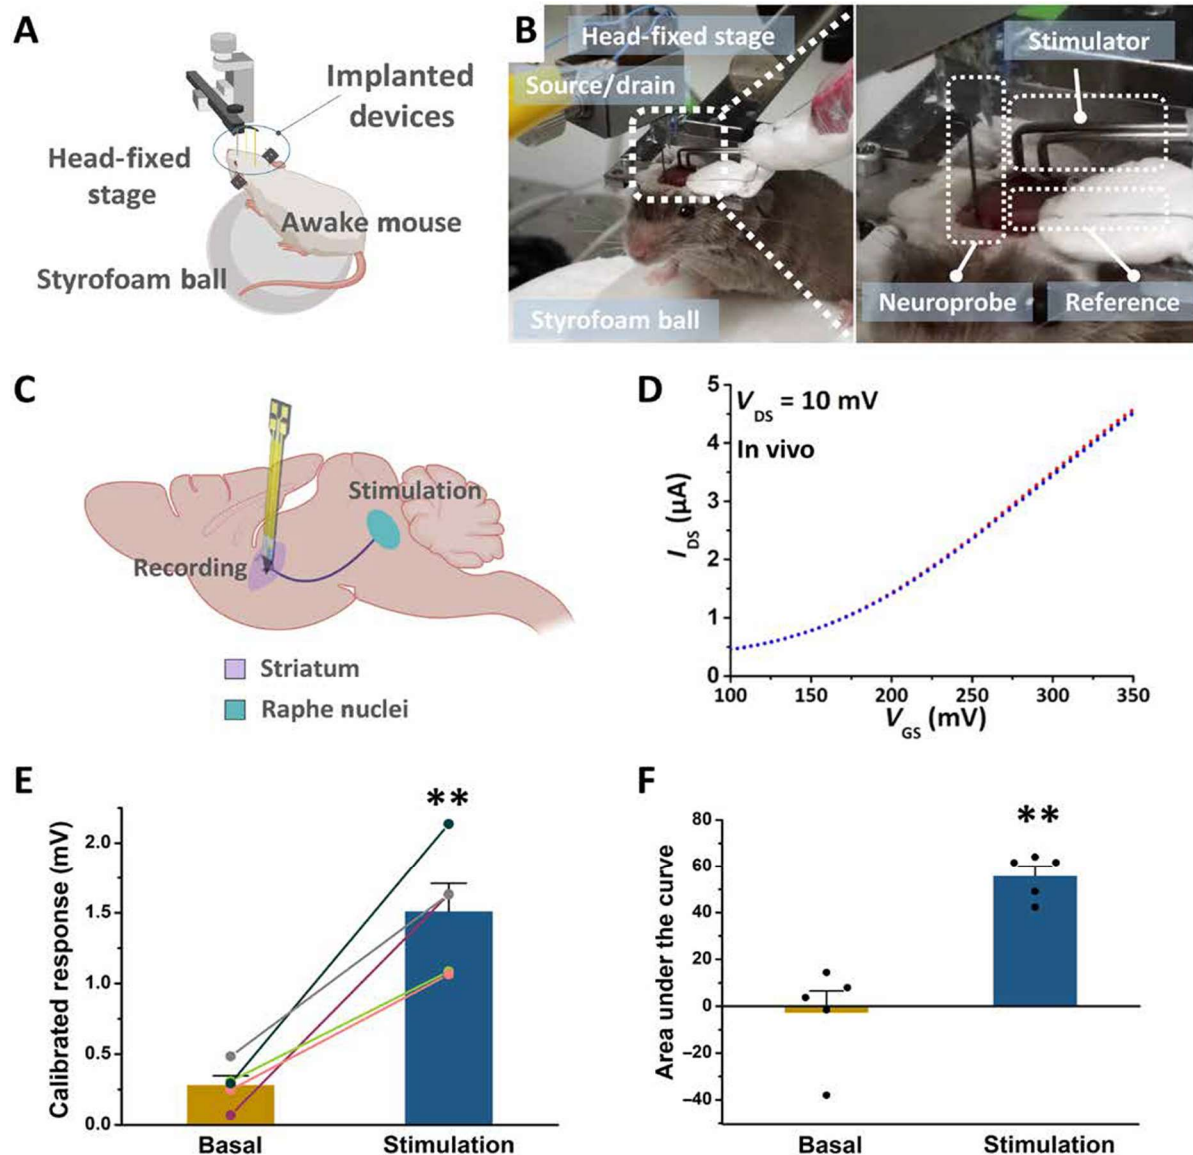 A
Implanted
devices
Head-fixed
stage
Awake mouse
Styrofoam ball
B
Head-fixed stage
Source/drain
Styrofoam ball
Stimulator
Neuroprobe
Reference
C
Stimulation
Recording
Striatum
Raphe nuclei
D
V_DS = 10 mV
In vivo
I_DS (μA)
5
4
3
2
1
0
100 150 200 250 300 350
V_GS (mV)
E
**
Calibrated response (mV)
2.0
1.5
1.0
0.5
0.0
Basal Stimulation
F
**
Area under the curve
80
60
40
20
0
−20
−40
Basal Stimulation